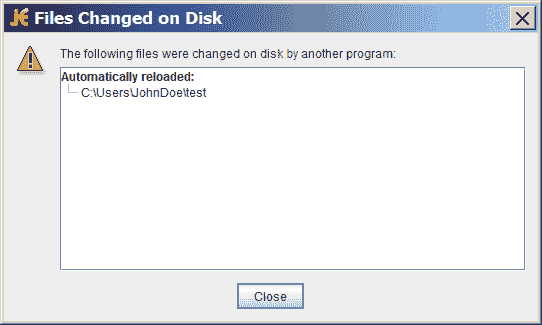 Files Changed on Disk
The following files were changed on disk by another program:
Automatically reloaded:
C:\Users\JohnDoe\test
Close